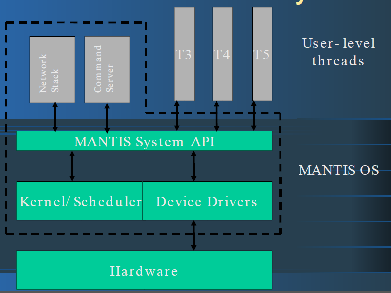 Network
Stack
Command
Server
T3
T4
T5
User-level
threads
MANTIS System API
MANTIS OS
Kernel/Scheduler
Device Drivers
Hardware